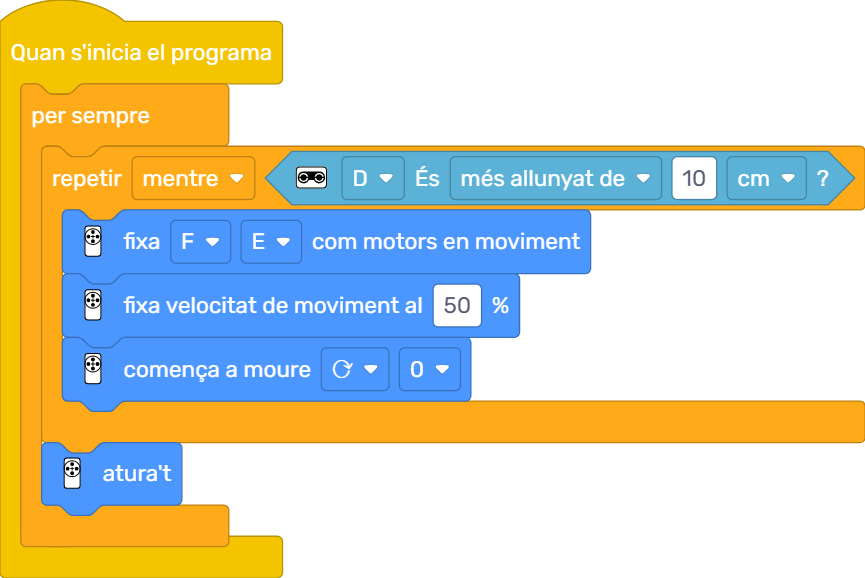 Quan s'inicia el programa
per sempre
repetir mentre D És més allunyat de 10 cm ?
fixa F E com motors en moviment
fixa velocitat de moviment al 50 %
comença a moure 0
atura't